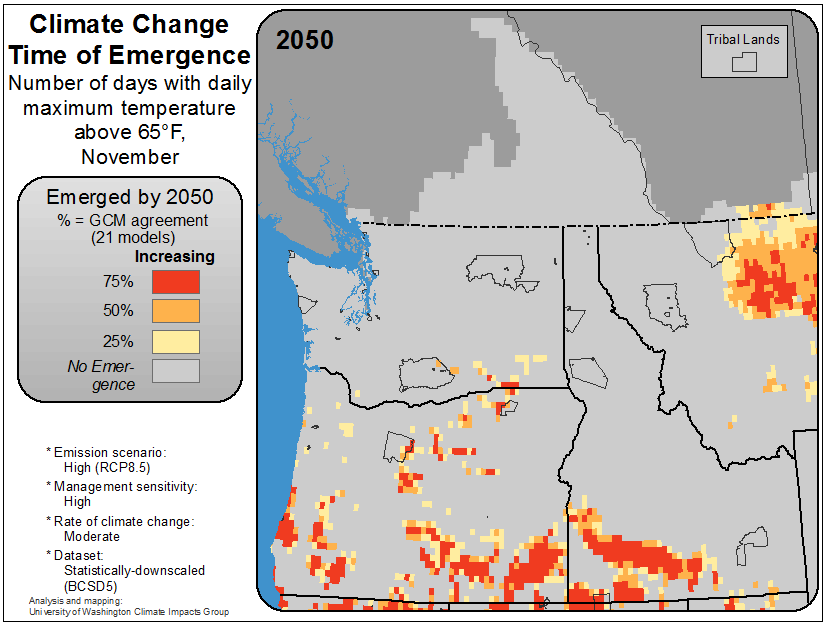 Climate Change
Time of Emergence
Number of days with daily
maximum temperature
above 65°F,
November
Emerged by 2050
% = GCM agreement
(21 models)
Increasing
75%
50%
25%
No Emer-
gence
* Emission scenario:
High (RCP8.5)
* Management sensitivity:
High
* Rate of climate change:
Moderate
* Dataset:
Statistically-downscaled
(BCSD5)
Analysis and mapping:
University of Washington Climate Impacts Group
2050
Tribal Lands